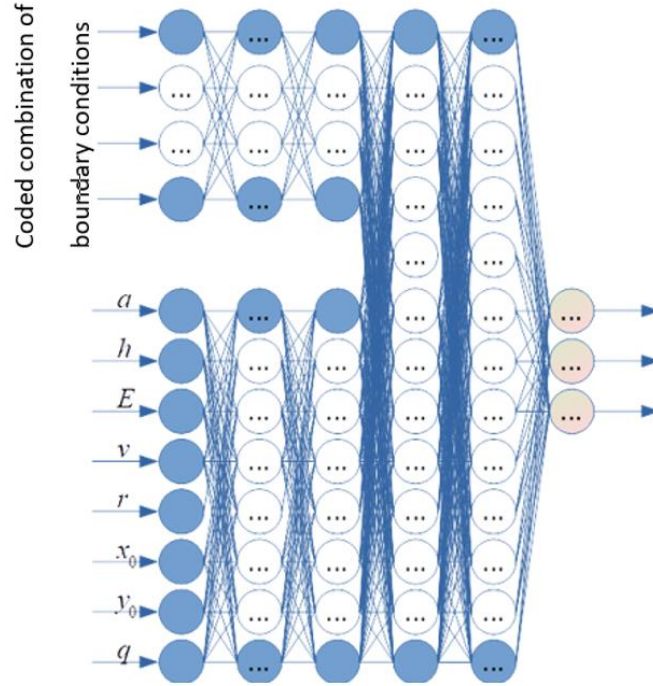 Coded combination of
boundary conditions
... ... ...
... ... ... ... ...
... ... ... ... ...
... ... ...
... ...
a ... ... ... ...
h ... ... ... ... ...
E ... ... ... ... ...
v ... ... ... ...
r ... ... ... ...
x₀ ... ... ... ...
y₀ ... ... ... ...
q ... ...